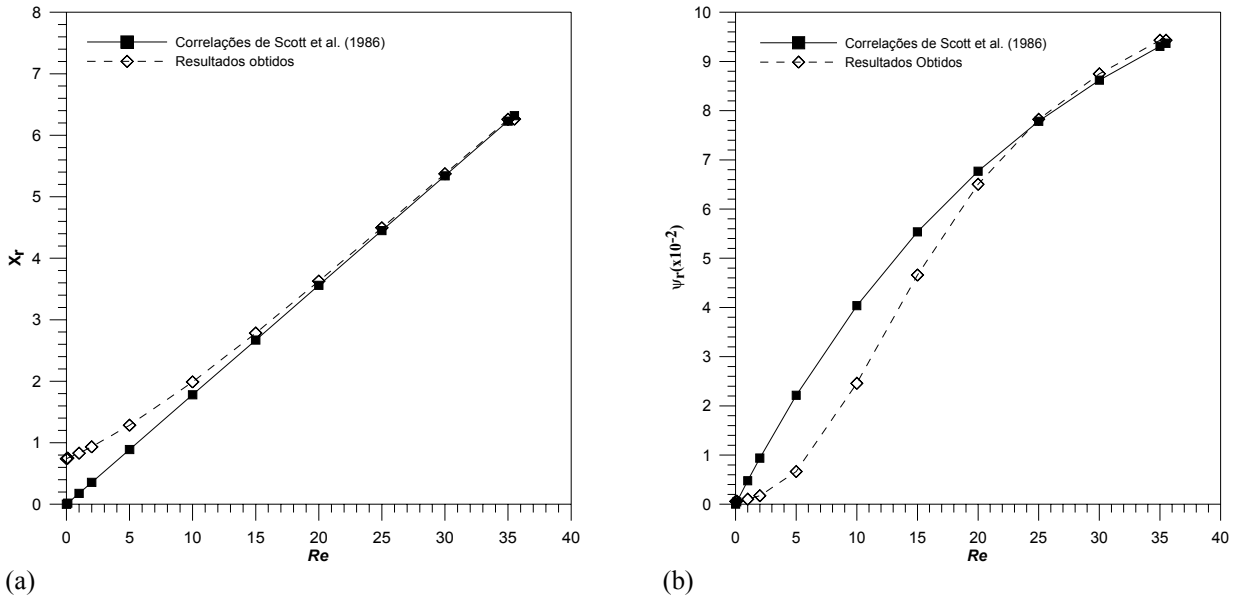 8
7
6
5
4
3
2
1
0
Xr
Correlações de Scott et al. (1986)
Resultados obtidos
0 5 10 15 20 25 30 35 40
Re
(a)
10
9
8
7
6
5
4
3
2
1
0
ψr(x10-2)
Correlações de Scott et al. (1986)
Resultados Obtidos
0 5 10 15 20 25 30 35 40
Re
(b)